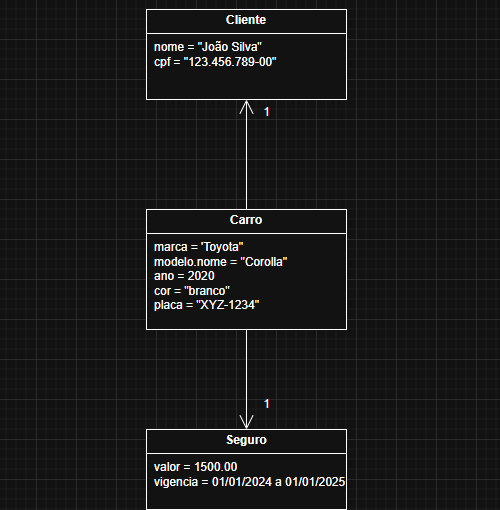 Cliente
nome = "João Silva"
cpf = "123.456.789-00"
1
Carro
marca = 'Toyota"
modelo.nome = "Corolla"
ano = 2020
cor = "branco"
placa = "XYZ-1234"
1
Seguro
valor = 1500.00
vigencia = 01/01/2024 a 01/01/2025